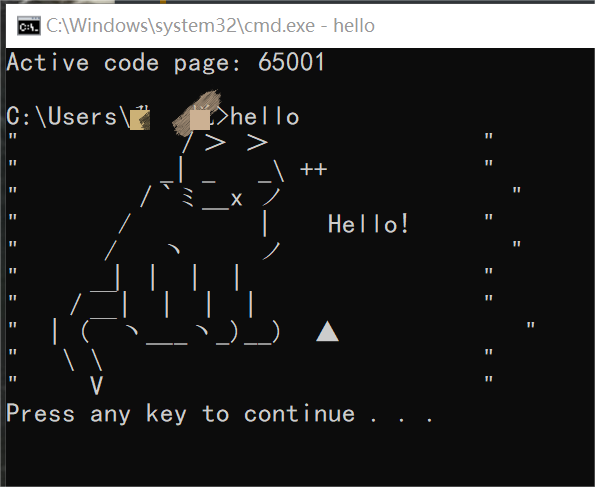 C:\Windows\system32\cmd.exe - hello
Active code page: 65001
C:\Users\ >hello
"            / >  >               "
"           _| _   _\ ++           "
"         / `ミ__x ノ                "
"        /         |    Hello!     "
"       /   ヽ     ノ                "
"      __|  |  |  |                 "
"    / __|  |  |  |                "
"  | (  ヽ___ヽ_)__)  ▲             "
"   \ \                           "
"     V                           "
Press any key to continue . . .